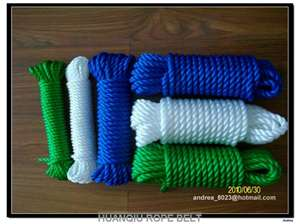 2010/06/30
andrea_8023@hotmail.com
HUANQIU ROPE BELT